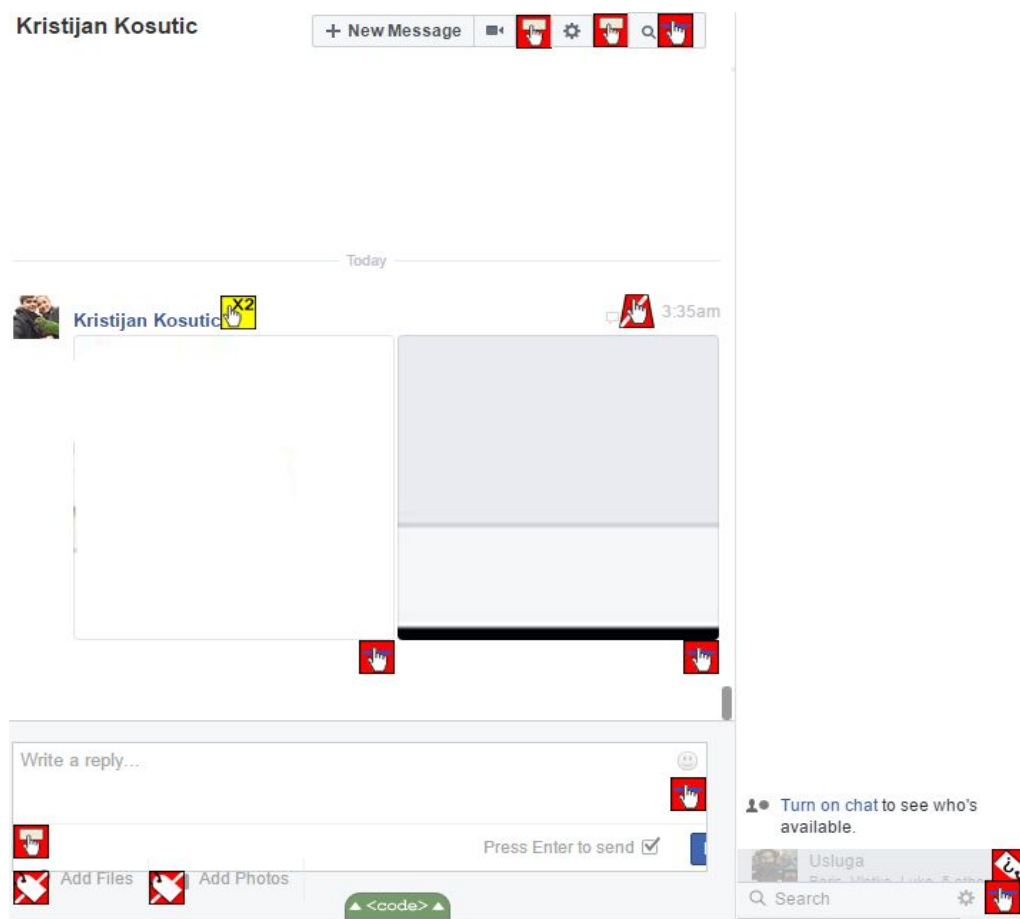 Kristijan Kosutic
+ New Message
Today
Kristijan Kosutic
X2
3:35am
Write a reply...
Press Enter to send
Add Files
Add Photos
<code>
Turn on chat to see who's
available.
Usluga
Search